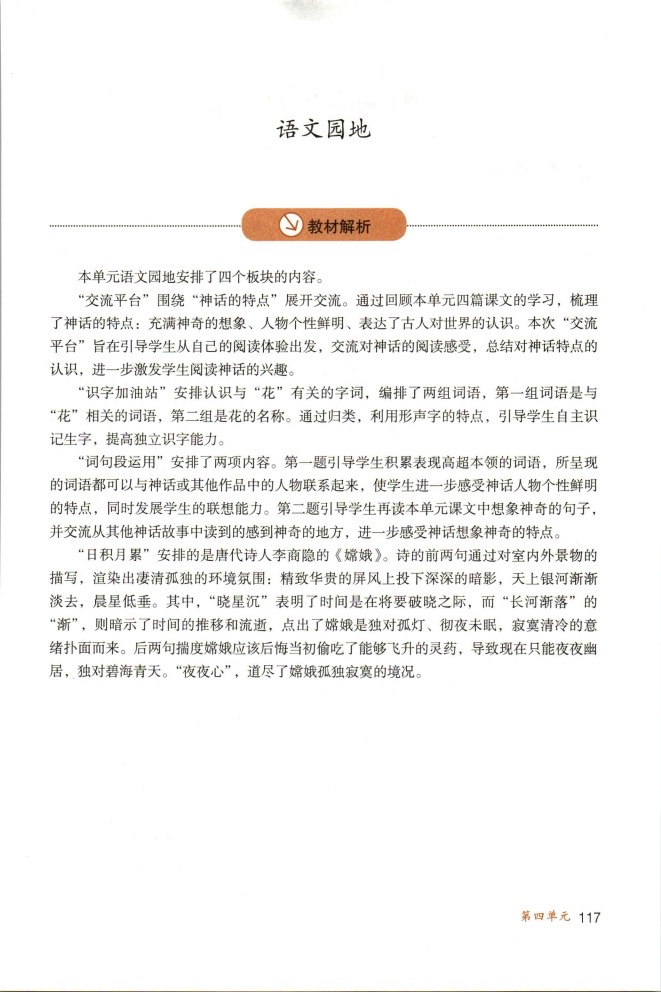 语文园地
教材解析
本单元语文园地安排了四个板块的内容。
“交流平台”围绕“神话的特点”展开交流。通过回顾本单元四篇课文的学习，梳理
了神话的特点：充满神奇的想象、人物个性鲜明、表达了古人对世界的认识。本次“交流
平台”旨在引导学生从自己的阅读体验出发，交流对神话的阅读感受，总结对神话特点的
认识，进一步激发学生阅读神话的兴趣。
“识字加油站”安排认识与“花”有关的字词，编排了两组词语，第一组词语是与
“花”相关的词语，第二组是花的名称。通过归类，利用形声字的特点，引导学生自主识
记生字，提高独立识字能力。
“词句段运用”安排了两项内容。第一题引导学生积累表现高超本领的词语，所呈现
的词语都可以与神话或其他作品中的人物联系起来，使学生进一步感受神话人物个性鲜明
的特点，同时发展学生的联想能力。第二题引导学生再读本单元课文中想象神奇的句子，
并交流从其他神话故事中读到的感到神奇的地方，进一步感受神话想象神奇的特点。
“日积月累”安排的是唐代诗人李商隐的《嫦娥》。诗的前两句通过对室内外景物的
描写，渲染出凄清孤独的环境氛围：精致华贵的屏风上投下深深的暗影，天上银河渐渐
淡去，晨星低垂。其中，“晓星沉”表明了时间是在将要破晓之际，而“长河渐落”的
“渐”，则暗示了时间的推移和流逝，点出了嫦娥是独对孤灯、彻夜未眠，寂寞清冷的意
绪扑面而来。后两句揣度嫦娥应该后悔当初偷吃了能够飞升的灵药，导致现在只能夜夜幽
居，独对碧海青天。“夜夜心”，道尽了嫦娥孤独寂寞的境况。
第四单元 117